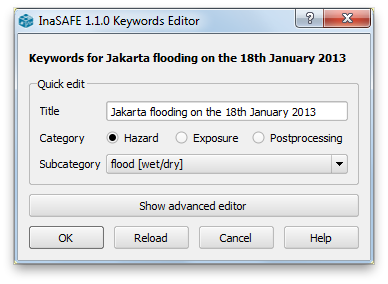 InaSAFE 1.1.0 Keywords Editor
Keywords for Jakarta flooding on the 18th January 2013
Quick edit
Title Jakarta flooding on the 18th January 2013
Category Hazard Exposure Postprocessing
Subcategory flood [wet/dry]
Show advanced editor
OK Reload Cancel Help